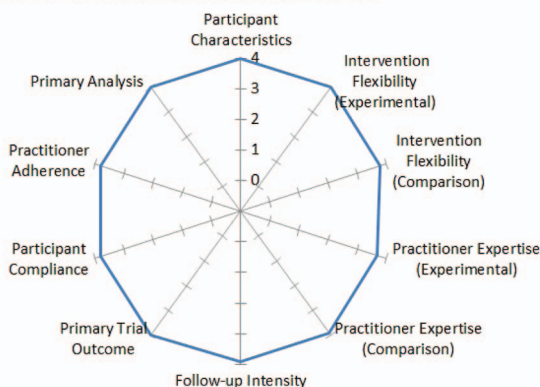 Participant
Characteristics
Intervention
Flexibility
(Experimental)
Intervention
Flexibility
(Comparison)
Practitioner Expertise
(Experimental)
Practitioner Expertise
(Comparison)
Follow-up Intensity
Primary Trial
Outcome
Participant
Compliance
Practitioner
Adherence
Primary Analysis
4
3
2
1
0